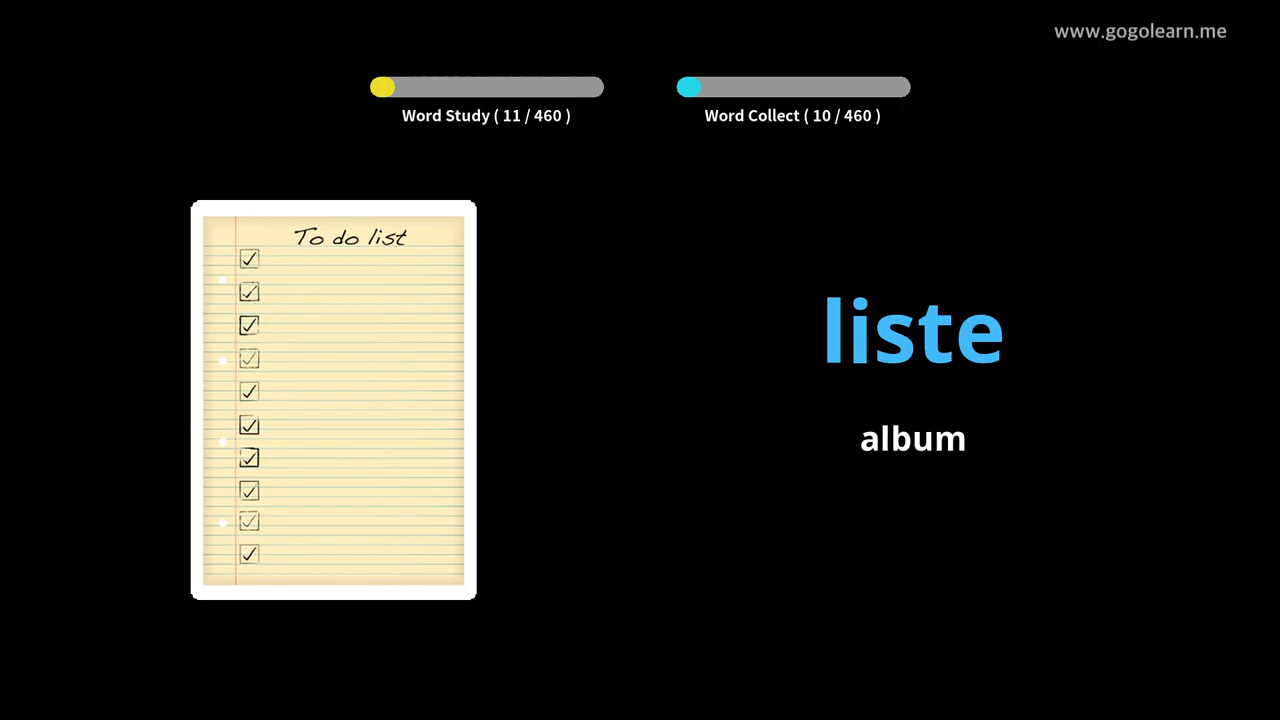 www.gogolearn.me
Word Study ( 11 / 460 )
Word Collect ( 10 / 460 )
To do list
liste
album